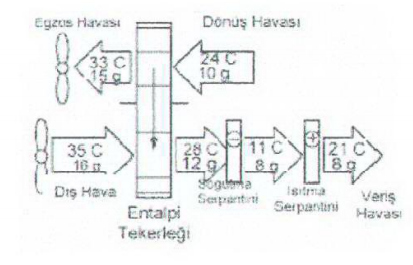 Egzos Havası
Dönüş Havası
33 C
15 g
24 C
10 g
35 C
16 g
28 C
12 g
11 C
8 g
21 C
8 g
Dış Hava
Soğutma
Serpantini
Isıtma
Serpantini
Veriş
Havası
Entalpi
Tekerleği